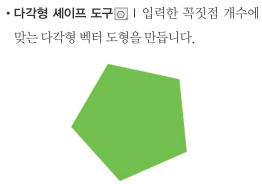 • 다각형 셰이프 도구 | 입력한 꼭짓점 개수에
맞는 다각형 벡터 도형을 만듭니다.